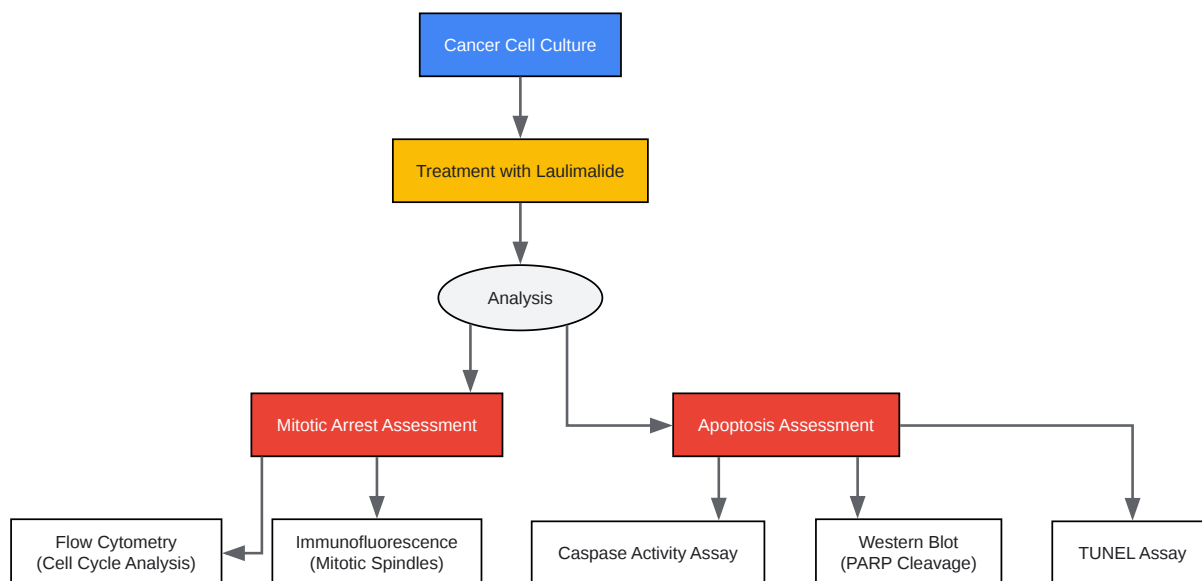 Cancer Cell Culture
Treatment with Laulimalide
Analysis
Mitotic Arrest Assessment
Apoptosis Assessment
Flow Cytometry
(Cell Cycle Analysis)
Immunofluorescence
(Mitotic Spindles)
Caspase Activity Assay
Western Blot
(PARP Cleavage)
TUNEL Assay